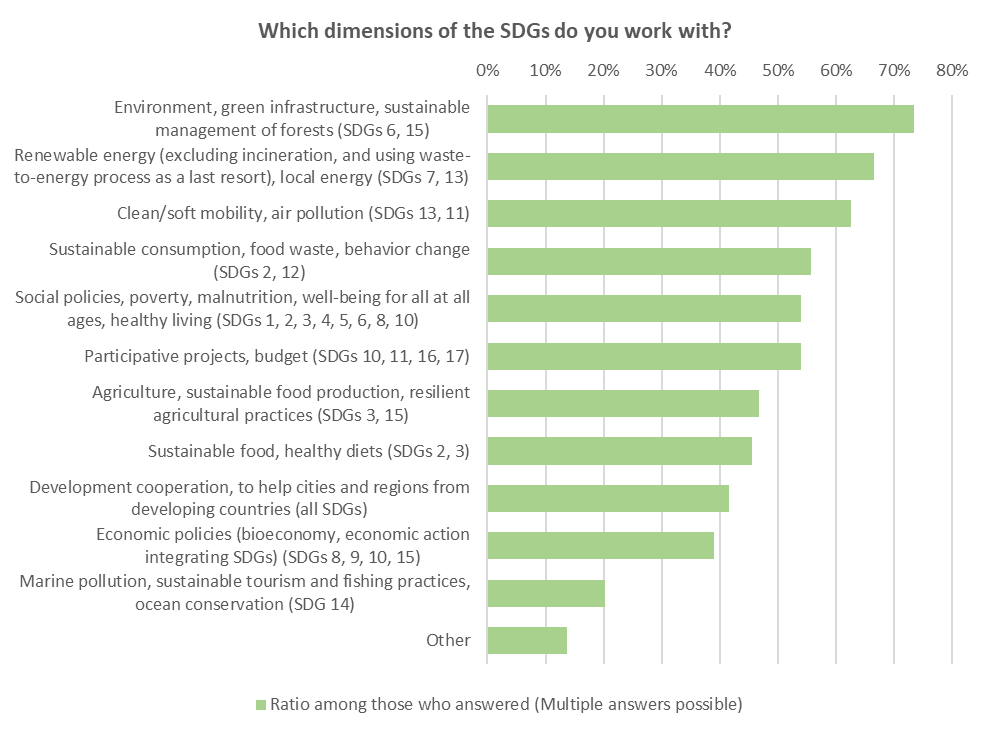 Which dimensions of the SDGs do you work with?
0% 10% 20% 30% 40% 50% 60% 70% 80%
Environment, green infrastructure, sustainable
management of forests (SDGs 6, 15)
Renewable energy (excluding incineration, and using waste-
to-energy process as a last resort), local energy (SDGs 7, 13)
Clean/soft mobility, air pollution (SDGs 13, 11)
Sustainable consumption, food waste, behavior change
(SDGs 2, 12)
Social policies, poverty, malnutrition, well-being for all at all
ages, healthy living (SDGs 1, 2, 3, 4, 5, 6, 8, 10)
Participative projects, budget (SDGs 10, 11, 16, 17)
Agriculture, sustainable food production, resilient
agricultural practices (SDGs 3, 15)
Sustainable food, healthy diets (SDGs 2, 3)
Development cooperation, to help cities and regions from
developing countries (all SDGs)
Economic policies (bioeconomy, economic action
integrating SDGs) (SDGs 8, 9, 10, 15)
Marine pollution, sustainable tourism and fishing practices,
ocean conservation (SDG 14)
Other
Ratio among those who answered (Multiple answers possible)